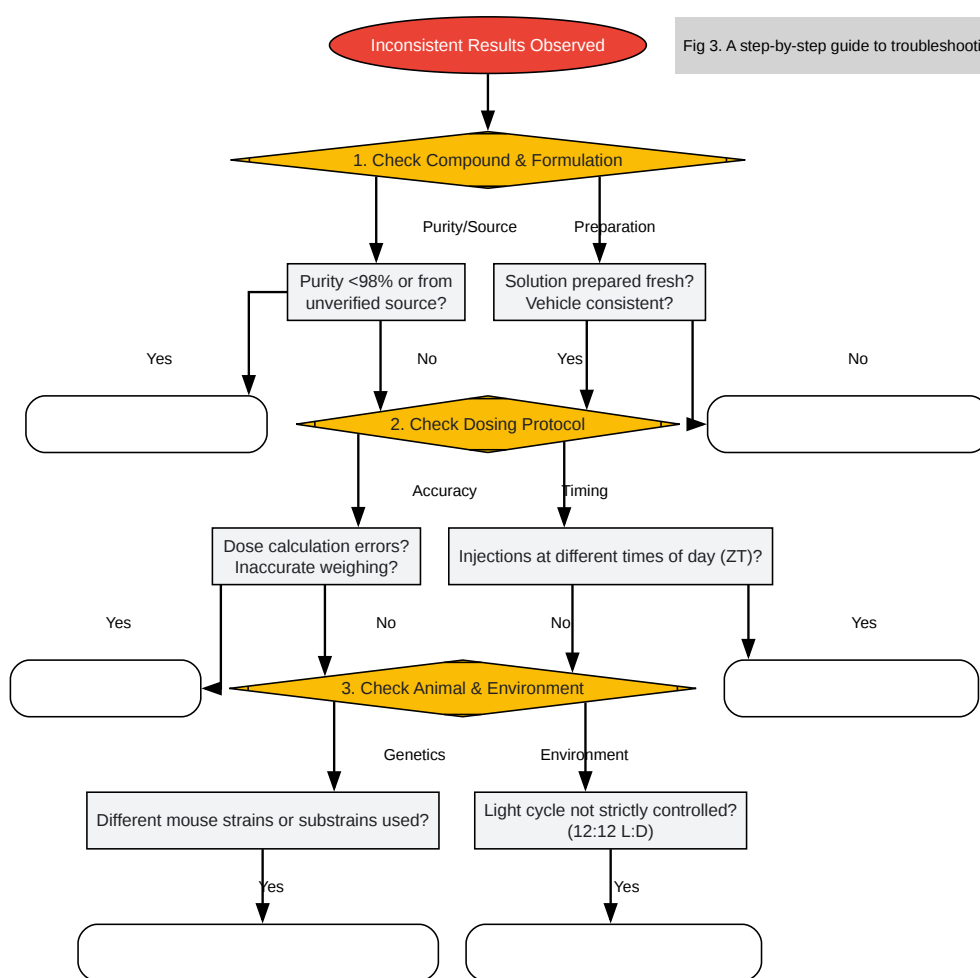 Inconsistent Results Observed
Fig 3. A step-by-step guide to
1. Check Compound & Formulation
Purity/Source
Preparation
Purity <98% or from
unverified source?
Solution prepared fresh?
Vehicle consistent?
Yes
No
Yes
No
2. Check Dosing Protocol
Accuracy
Timing
Dose calculation errors?
Inaccurate weighing?
Injections at different times of day (ZT)?
Yes
No
No
Yes
3. Check Animal & Environment
Genetics
Environment
Different mouse strains or substrains used?
Light cycle not strictly controlled?
(12:12 L:D)
Yes
Yes